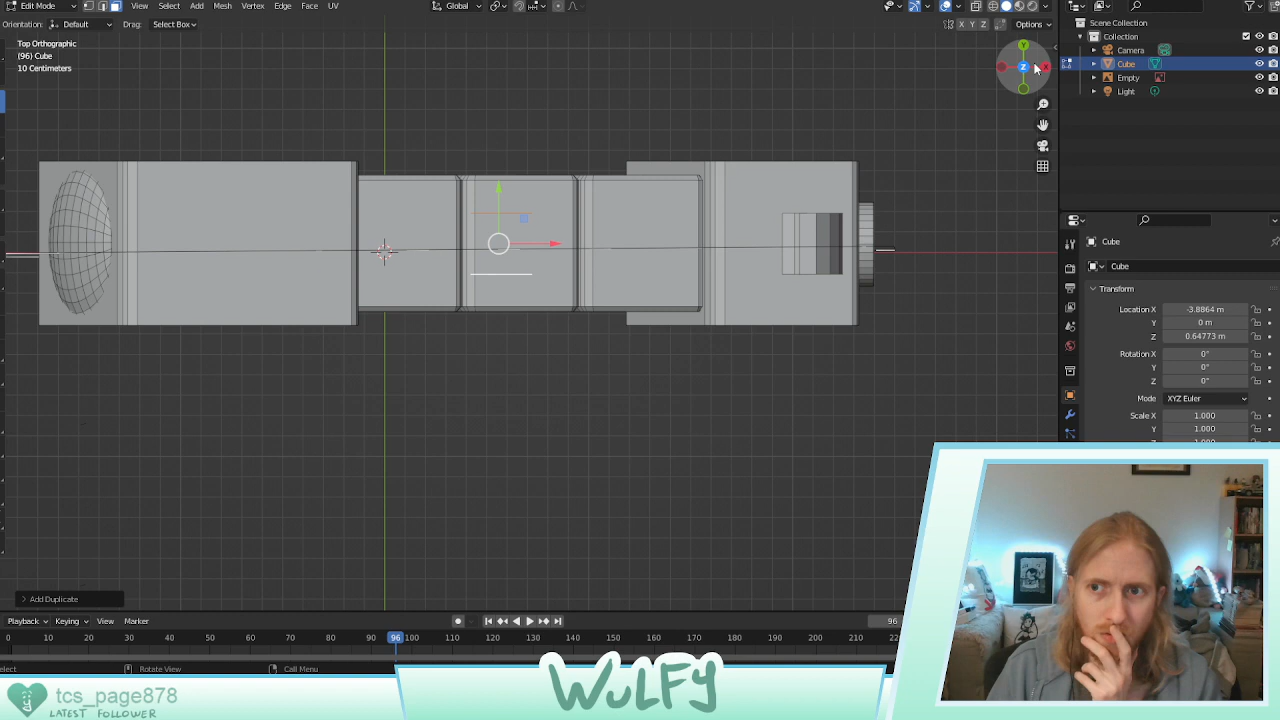 Edit Mode
View
Select
Add
Mesh
Vertex
Edge
Face
UV
Global
Orientation:
Default
Drag:
Select Box
X
Y
Z
Options
Top Orthographic
(96) Cube
10 Centimeters
Y
Z
X
Scene Collection
Collection
Camera
Cube
Empty
Light
Cube
Cube
Transform
Location X
-3.8864 m
Y
0 m
Z
0.64773 m
Rotation X
0°
Y
0°
Z
0°
Mode
XYZ Euler
Scale X
1.000
Y
1.000
Add Duplicate
Playback
Keying
View
Marker
96
0 10 20 30 40 50 60 70 80 90 96 100 110 120 130 140 150 160 170 180 190 200 210 220
elect
Rotate View
Call Menu
tcs_page878
LATEST FOLLOWER
WULFY